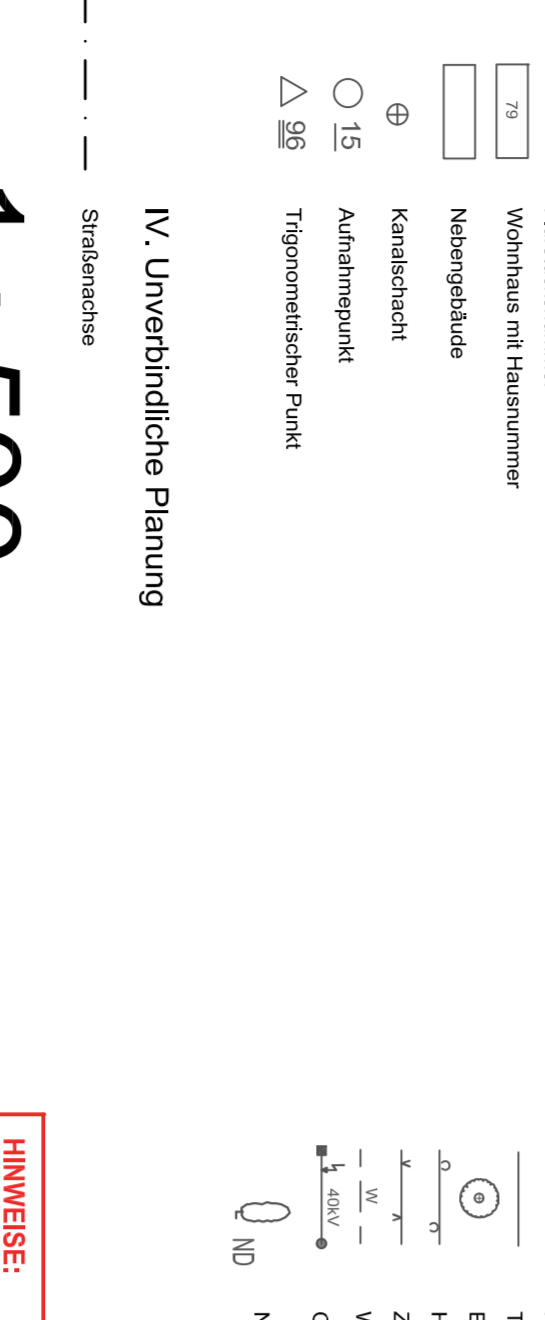 79 Wohnhaus mit Hausnummer
Nebengebäude
Kanalschacht
15 Aufnahmepunkt
96 Trigonometrischer Punkt
IV. Unverbindliche Planung
Straßenachse
W
40kV
ND
HINWEISE: